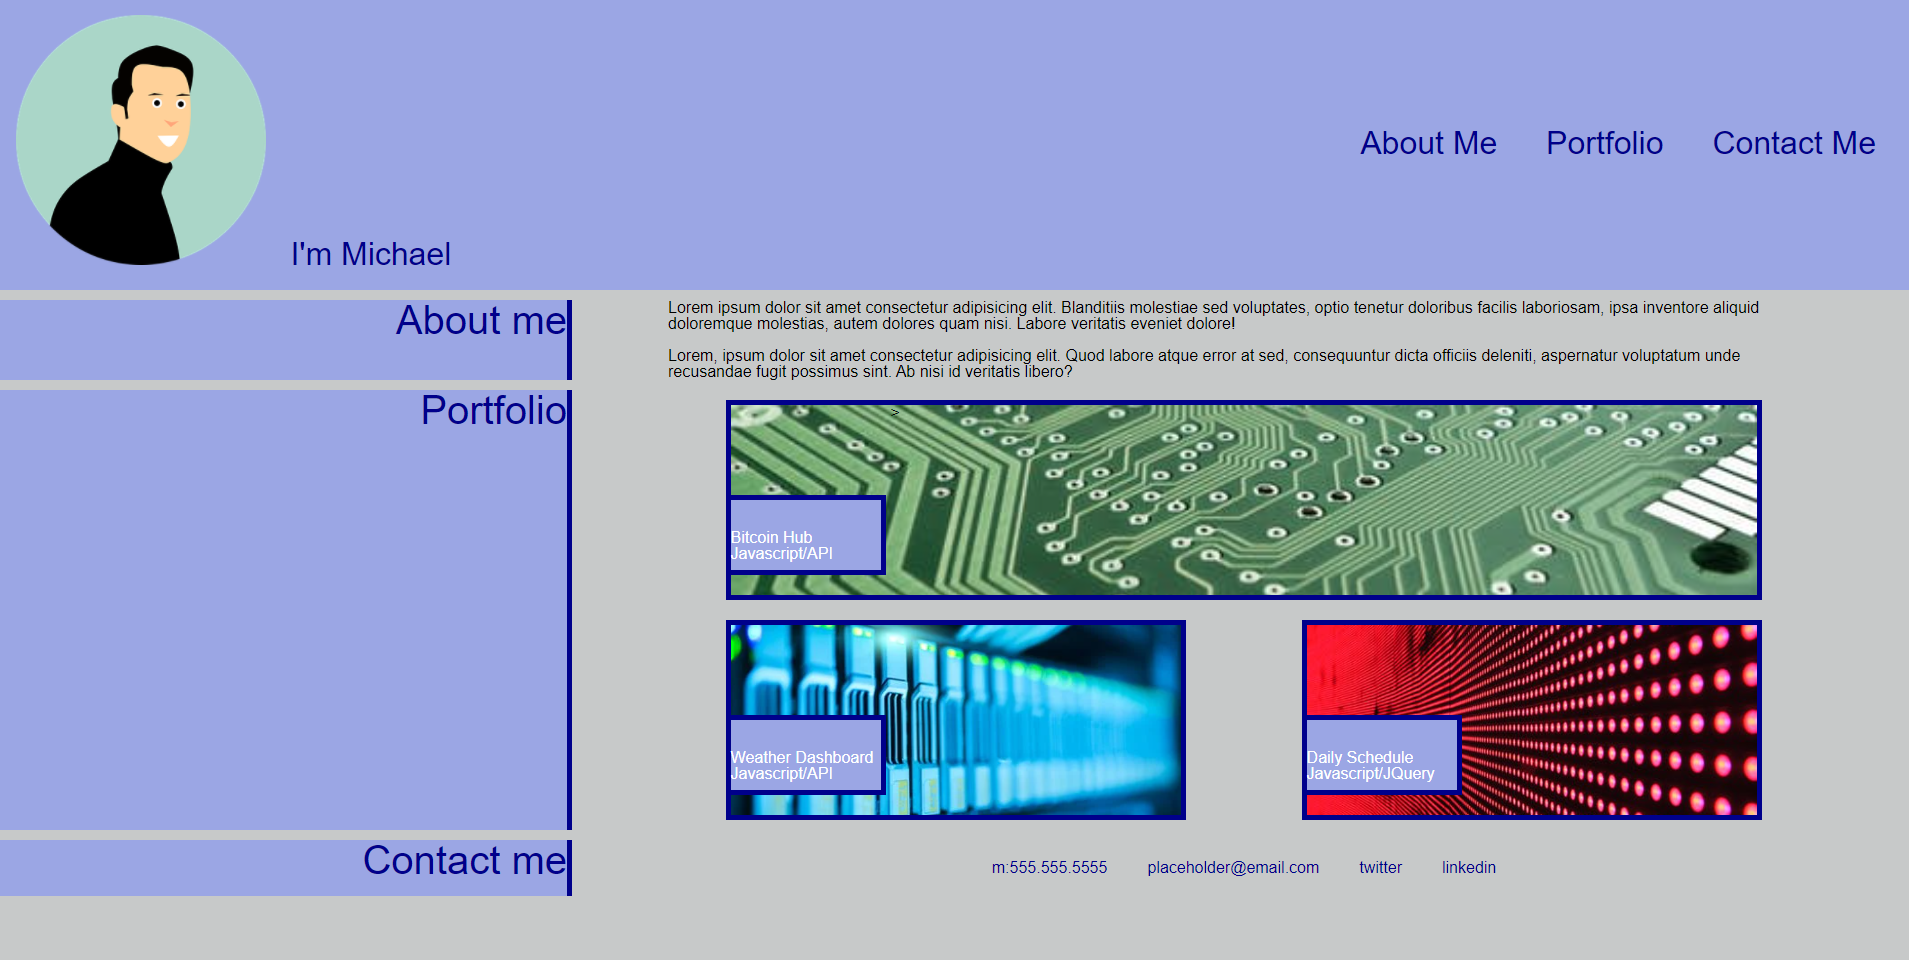 About Me Portfolio Contact Me
I'm Michael
About me
Lorem ipsum dolor sit amet consectetur adipisicing elit. Blanditiis molestiae sed voluptates, optio tenetur doloribus facilis laboriosam, ipsa inventore aliquid
doloremque molestias, autem dolores quam nisi. Labore veritatis eveniet dolore!
Lorem, ipsum dolor sit amet consectetur adipisicing elit. Quod labore atque error at sed, consequuntur dicta officiis deleniti, aspernatur voluptatum unde
recusandae fugit possimus sint. Ab nisi id veritatis libero?
Portfolio
>
Bitcoin Hub
Javascript/API
Weather Dashboard
Javascript/API
Daily Schedule
Javascript/JQuery
Contact me
m:555.555.5555 placeholder@email.com twitter linkedin